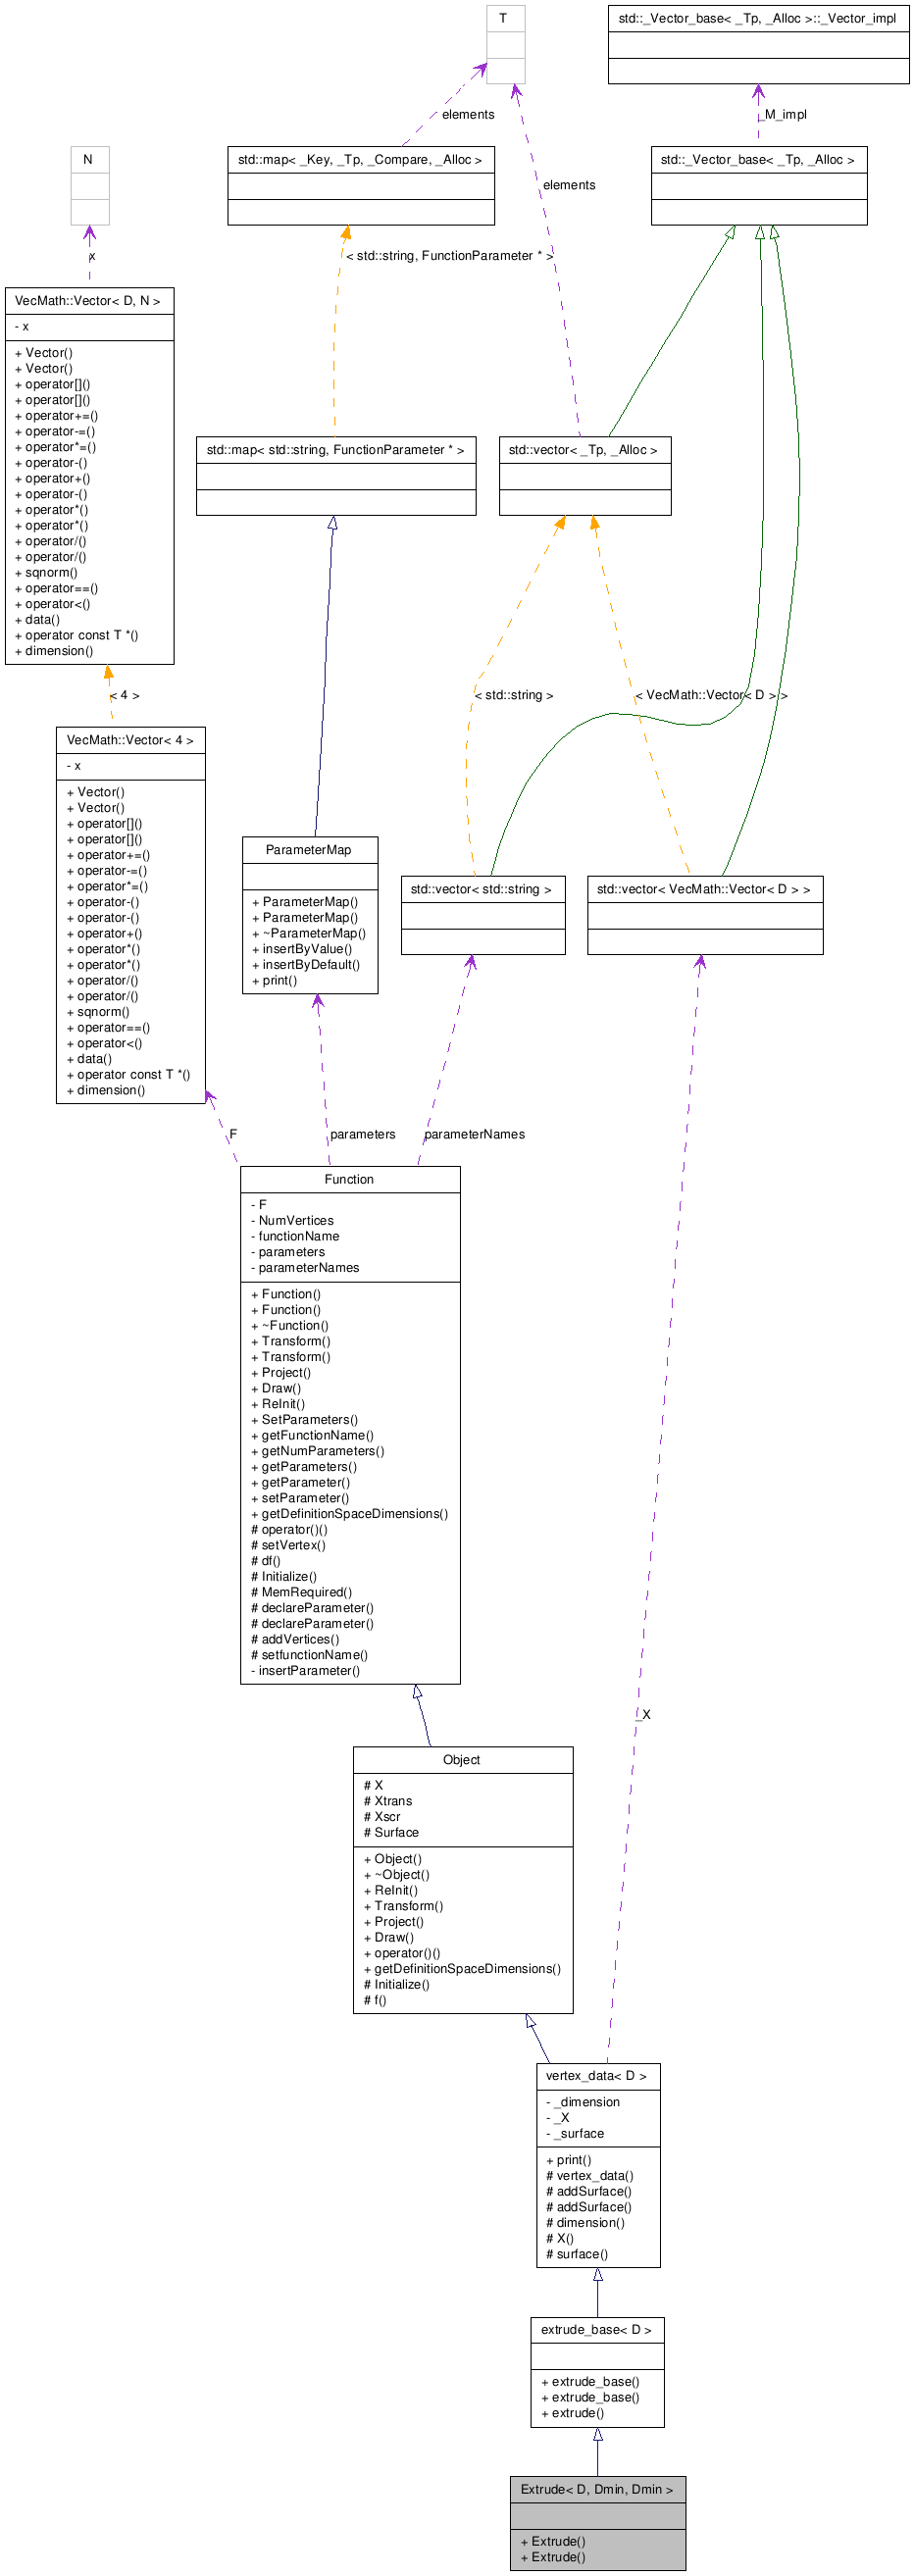 T
std::_Vector_base< _Tp, _Alloc >::_Vector_impl
_M_impl
elements
N
std::map< _Key, _Tp, _Compare, _Alloc >
std::_Vector_base< _Tp, _Alloc >
elements
x
< std::string, FunctionParameter * >
VecMath::Vector< D, N >
- x
+ Vector()
+ Vector()
+ operator[]()
+ operator[]()
+ operator+=()
+ operator-=()
+ operator*=()
+ operator-()
+ operator+()
+ operator-()
+ operator*()
+ operator*()
+ operator/()
+ operator/()
+ sqnorm()
+ operator==()
+ operator<()
+ data()
+ operator const T *()
+ dimension()
std::map< std::string, FunctionParameter * >
std::vector< _Tp, _Alloc >
< 4 >
< std::string >
< VecMath::Vector< D > >
VecMath::Vector< 4 >
- x
+ Vector()
+ Vector()
+ operator[]()
+ operator[]()
+ operator+=()
+ operator-=()
+ operator*=()
+ operator-()
+ operator-()
+ operator+()
+ operator*()
+ operator*()
+ operator/()
+ operator/()
+ sqnorm()
+ operator==()
+ operator<()
+ data()
+ operator const T *()
+ dimension()
ParameterMap
+ ParameterMap()
+ ParameterMap()
+ ~ParameterMap()
+ insertByValue()
+ insertByDefault()
+ print()
std::vector< std::string >
std::vector< VecMath::Vector< D > >
F
parameters
parameterNames
Function
- F
- NumVertices
- functionName
- parameters
- parameterNames
+ Function()
+ Function()
+ ~Function()
+ Transform()
+ Transform()
+ Project()
+ Draw()
+ ReInit()
+ SetParameters()
+ getFunctionName()
+ getNumParameters()
+ getParameters()
+ getParameter()
+ setParameter()
+ getDefinitionSpaceDimensions()
# operator()()
# setVertex()
# df()
# Initialize()
# MemRequired()
# declareParameter()
# declareParameter()
# addVertices()
# setfunctionName()
- insertParameter()
_X
Object
# X
# Xtrans
# Xscr
# Surface
+ Object()
+ ~Object()
+ ReInit()
+ Transform()
+ Project()
+ Draw()
+ operator()()
+ getDefinitionSpaceDimensions()
# Initialize()
# f()
vertex_data< D >
- _dimension
- _X
- _surface
+ print()
# vertex_data()
# addSurface()
# addSurface()
# dimension()
# X()
# surface()
extrude_base< D >
+ extrude_base()
+ extrude_base()
+ extrude()
Extrude< D, Dmin, Dmin >
+ Extrude()
+ Extrude()